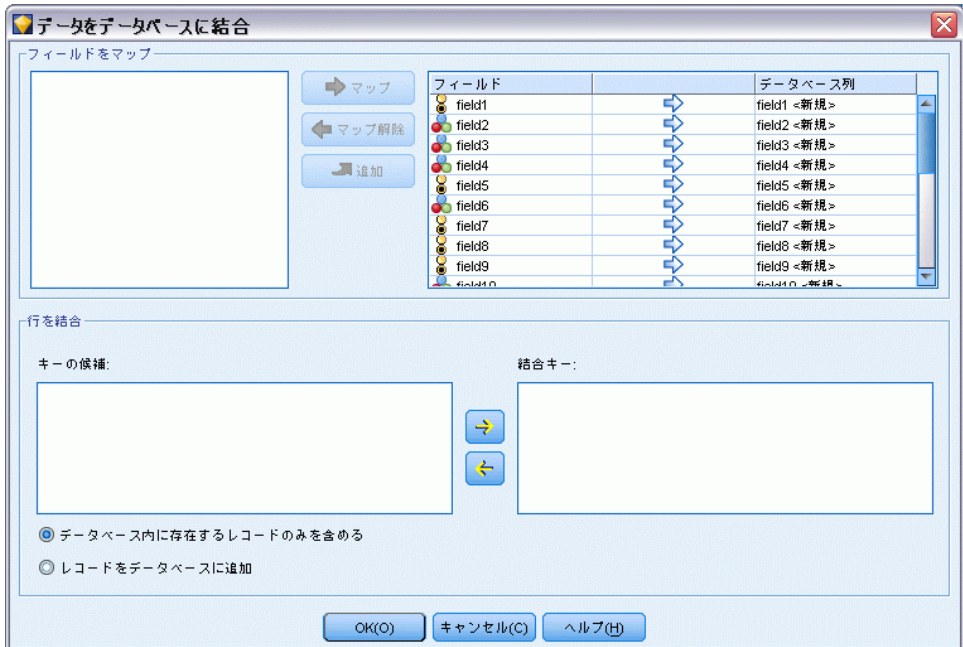 データをデータベースに結合
フィールドをマップ
マップ
マップ解除
追加
フィールド データベース列
field1 field1 <新規>
field2 field2 <新規>
field3 field3 <新規>
field4 field4 <新規>
field5 field5 <新規>
field6 field6 <新規>
field7 field7 <新規>
field8 field8 <新規>
field9 field9 <新規>
field10 field10 <新規>
行を結合
キーの候補: 結合キー:
データベース内に存在するレコードのみを含める
レコードをデータベースに追加
OK(O) キャンセル(C) ヘルプ(H)